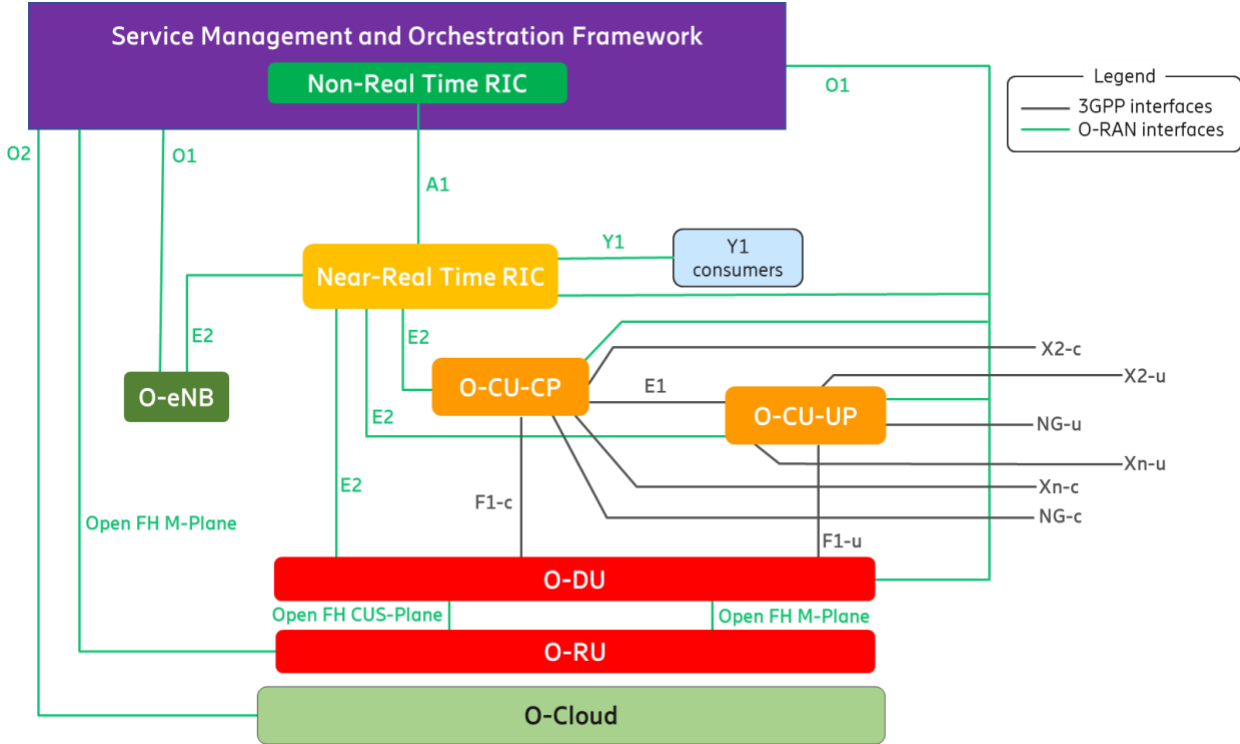 Service Management and Orchestration Framework
Non-Real Time RIC
O1
Legend
3GPP interfaces
O-RAN interfaces
O2
O1
A1
Y1
Y1
consumers
Near-Real Time RIC
E2
E2
X2-c
O-eNB
O-CU-CP
E1
X2-u
E2
O-CU-UP
NG-u
Xn-u
E2
Xn-c
F1-c
NG-c
Open FH M-Plane
F1-u
O-DU
Open FH CUS-Plane
Open FH M-Plane
O-RU
O-Cloud